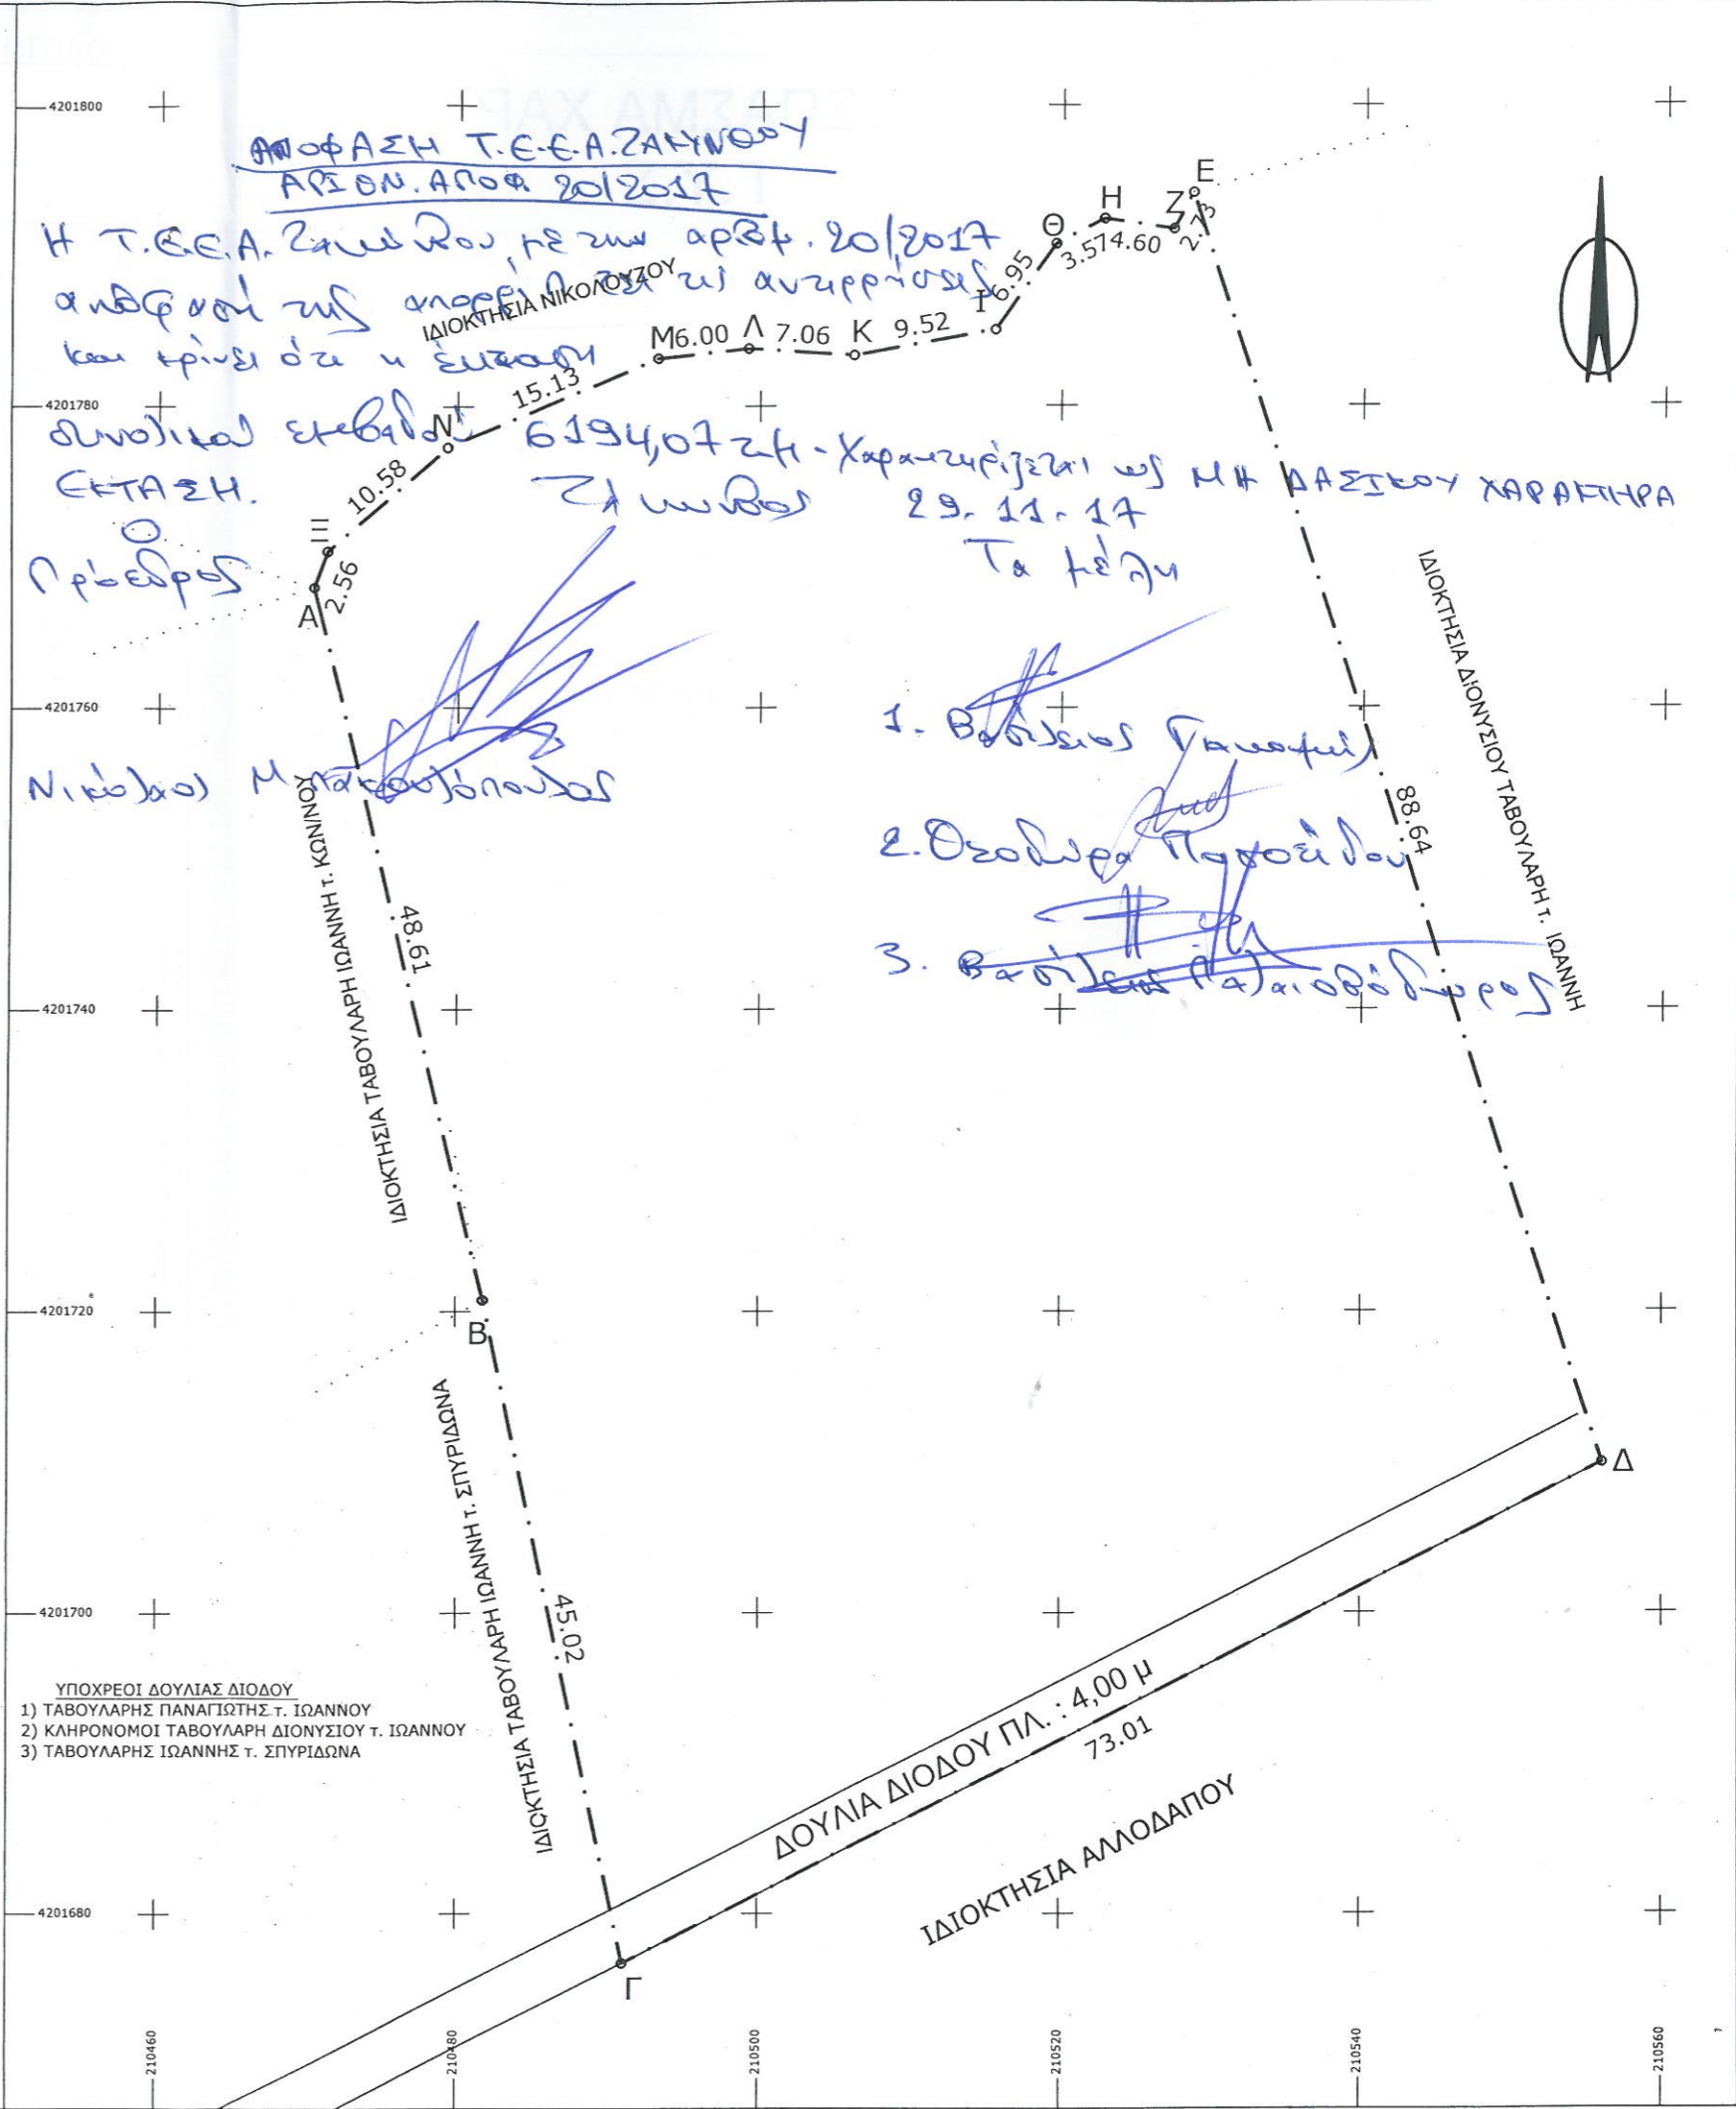 4201800
ΑΠΟΦΑΣΗ Τ.Ε.Ε.Α. ΖΑΚΥΝΘΟΥ
ΑΡΙΘΜ. ΑΠΟΦ. 20/2017
Η Τ.Ε.Ε.Α. Ζακύνθου, με την αριθμ. 20/2017
απόφασή της απορρίπτει τις αντιρρήσεις
και κρίνει ότι η έκταση
συνολικού εμβαδού 6194,07 τ.μ. χαρακτηρίζεται ως ΜΗ ΔΑΣΙΚΟΥ ΧΑΡΑΚΤΗΡΑ
ΕΚΤΑΣΗ.
Ζάκυνθος 29.11.17
Ο
Πρόεδρος
Τα μέλη
Νικόλαος
1. Βασίλειος
2. Θεοδώρα
3. Βασίλειος
Ε
Ζ
2.73
Η
4.60
Θ
3.57
Ι
6.95
Κ
9.52
Λ
7.06
Μ
6.00
15.13
Ν
10.58
Ξ
2.56
Α
ΙΔΙΟΚΤΗΣΙΑ ΝΙΚΟΛΟΥΖΟΥ
4201780
4201760
4201740
4201720
4201700
4201680
ΙΔΙΟΚΤΗΣΙΑ ΤΑΒΟΥΛΑΡΗ ΙΩΑΝΝΗ τ. ΚΩΝ/ΝΟΥ
48.61
Β
ΙΔΙΟΚΤΗΣΙΑ ΤΑΒΟΥΛΑΡΗ ΙΩΑΝΝΗ τ. ΣΠΥΡΙΔΩΝΑ
45.02
Γ
88.64
ΙΔΙΟΚΤΗΣΙΑ ΔΙΟΝΥΣΙΟΥ ΤΑΒΟΥΛΑΡΗ τ. ΙΩΑΝΝΗ
Δ
ΔΟΥΛΙΑ ΔΙΟΔΟΥ ΠΛ. : 4,00 μ
73.01
ΙΔΙΟΚΤΗΣΙΑ ΑΛΛΟΔΑΠΟΥ
ΥΠΟΧΡΕΟΙ ΔΟΥΛΙΑΣ ΔΙΟΔΟΥ
1) ΤΑΒΟΥΛΑΡΗΣ ΠΑΝΑΓΙΩΤΗΣ τ. ΙΩΑΝΝΟΥ
2) ΚΛΗΡΟΝΟΜΟΙ ΤΑΒΟΥΛΑΡΗ ΔΙΟΝΥΣΙΟΥ τ. ΙΩΑΝΝΟΥ
3) ΤΑΒΟΥΛΑΡΗΣ ΙΩΑΝΝΗΣ τ. ΣΠΥΡΙΔΩΝΑ
210460
210480
210500
210520
210540
210560